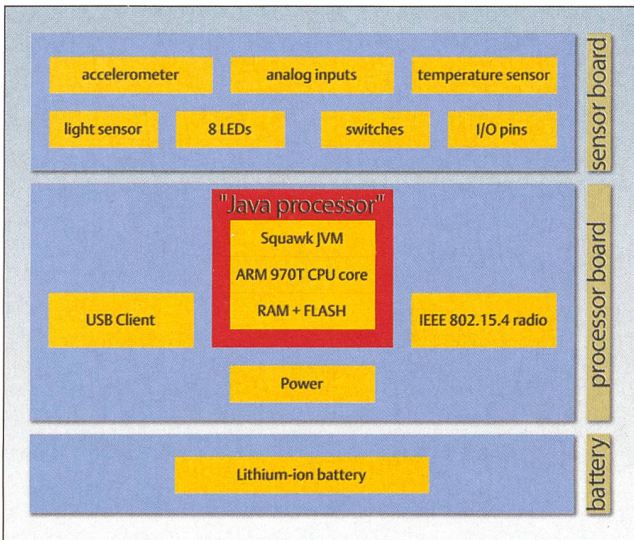 accelerometer
analog inputs
temperature sensor
light sensor
8 LEDs
switches
I/O pins
sensor board
"Java processor"
Squawk JVM
ARM 970T CPU core
RAM + FLASH
USB Client
IEEE 802.15.4 radio
Power
processor board
Lithium-ion battery
battery